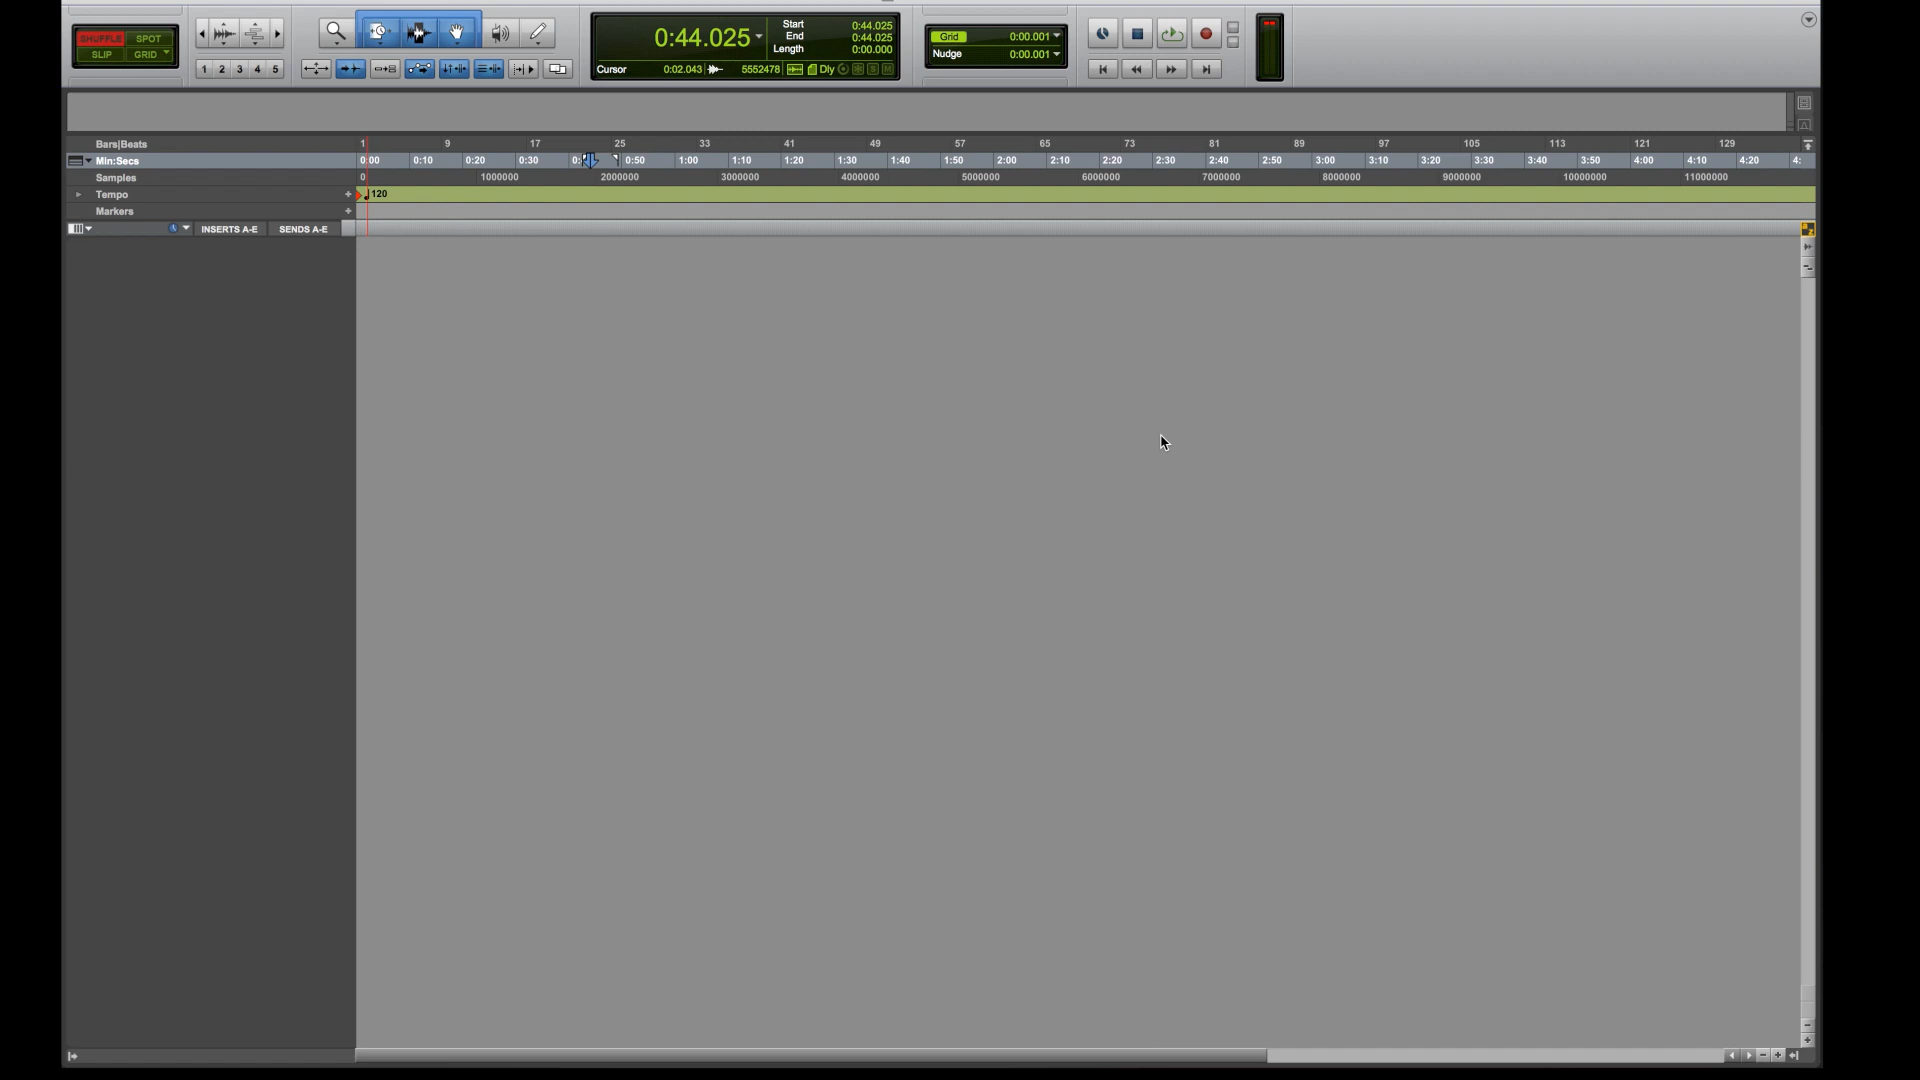 SHUFFLE SPOT
SLIP GRID
1 2 3 4 5
0:44.025
Start 0:44.025
End 0:44.025
Length 0:00.000
Cursor 0:02.043 5552478 Dly S M
Grid 0:00.001
Nudge 0:00.001
Bars|Beats 1 9 17 25 33 41 49 57 65 73 81 89 97 105 113 121 129
Min:Secs 0:00 0:10 0:20 0:30 0:50 1:00 1:10 1:20 1:30 1:40 1:50 2:00 2:10 2:20 2:30 2:40 2:50 3:00 3:10 3:20 3:30 3:40 3:50 4:00 4:10 4:20 4:
Samples 0 1000000 2000000 3000000 4000000 5000000 6000000 7000000 8000000 9000000 10000000 11000000
Tempo + 120
Markers +
INSERTS A-E SENDS A-E